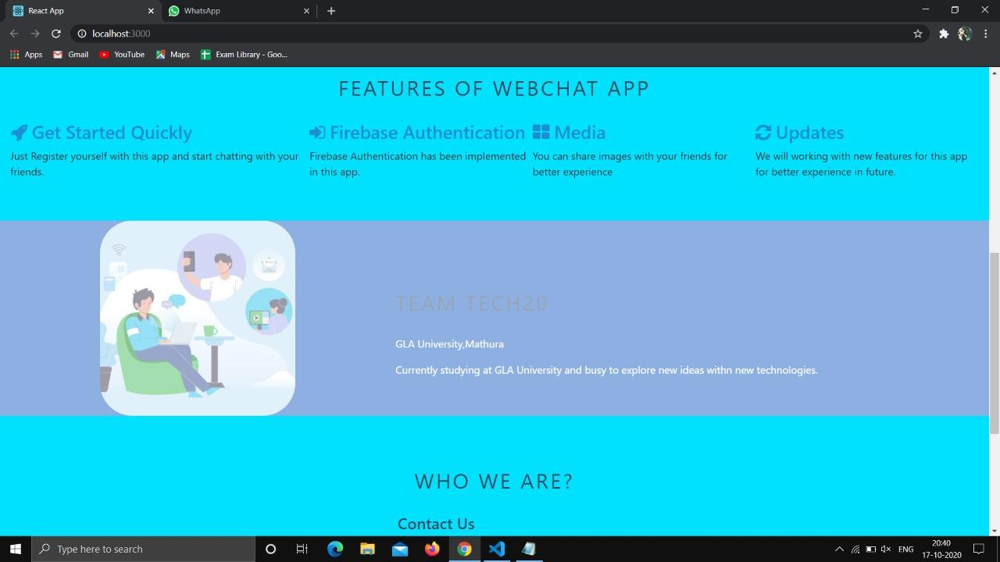 React App
WhatsApp
localhost:3000
Apps
Gmail
YouTube
Maps
Exam Library - Goo...
FEATURES OF WEBCHAT APP
Get Started Quickly
Just Register yourself with this app and start chatting with your
friends.
Firebase Authentication
Firebase Authentication has been implemented
in this app.
Media
You can share images with your friends for
better experience
Updates
We will working with new features for this app
for better experience in future.
TEAM TECH20
GLA University,Mathura
Currently studying at GLA University and busy to explore new ideas withn new technologies.
WHO WE ARE?
Contact Us
Type here to search
ENG
20:40
17-10-2020